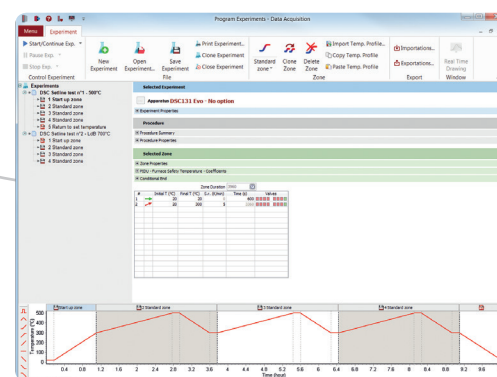 Program Experiments - Data Acquisition
Menu Experiment
Start/Continue Exp.
Pause Exp.
Stop Exp.
Control Experiment
New Experiment
Open Experiment...
Save Experiment
Print Experiment...
Clone Experiment
Close Experiment
File
Standard zone
Clone Zone
Delete Zone
Import Temp. Profile...
Copy Temp. Profile
Paste Temp. Profile
Zone
Importations...
Exportations...
Export
Real Time Drawing
Window
Experiments
DSC Setline test n°1 - 500°C
1 Start up zone
2 Standard zone
3 Standard zone
4 Standard zone
5 Return to set temperature
DSC Setline test n°2 - LdB 700°C
1 Start up zone
2 Standard zone
3 Standard zone
4 Standard zone
Selected Experiment
Apparatus DSC131 Evo - No option
Experiment Properties
Procedure
Procedure Summary
Procedure Properties
Selected Zone
Zone Properties
Furnace Safety Temperature - Coefficients
Conditional End
Zone Duration
# Initial T (°C) Final T (°C) S.r. (K/min) Time (s) Values
1 20 20 0 600
2 20 300 5
Start up zone
2 Standard zone
3 Standard zone
4 Standard zone
Temperature (°C)
500
400
300
200
100
0
0.4 0.8 1.2 1.6 2 2.4 2.8 3.2 3.6 4 4.4 4.8 5.2 5.6 6 6.4 6.8 7.2 7.6 8 8.4 8.8 9.2 9.6
Time (hour)